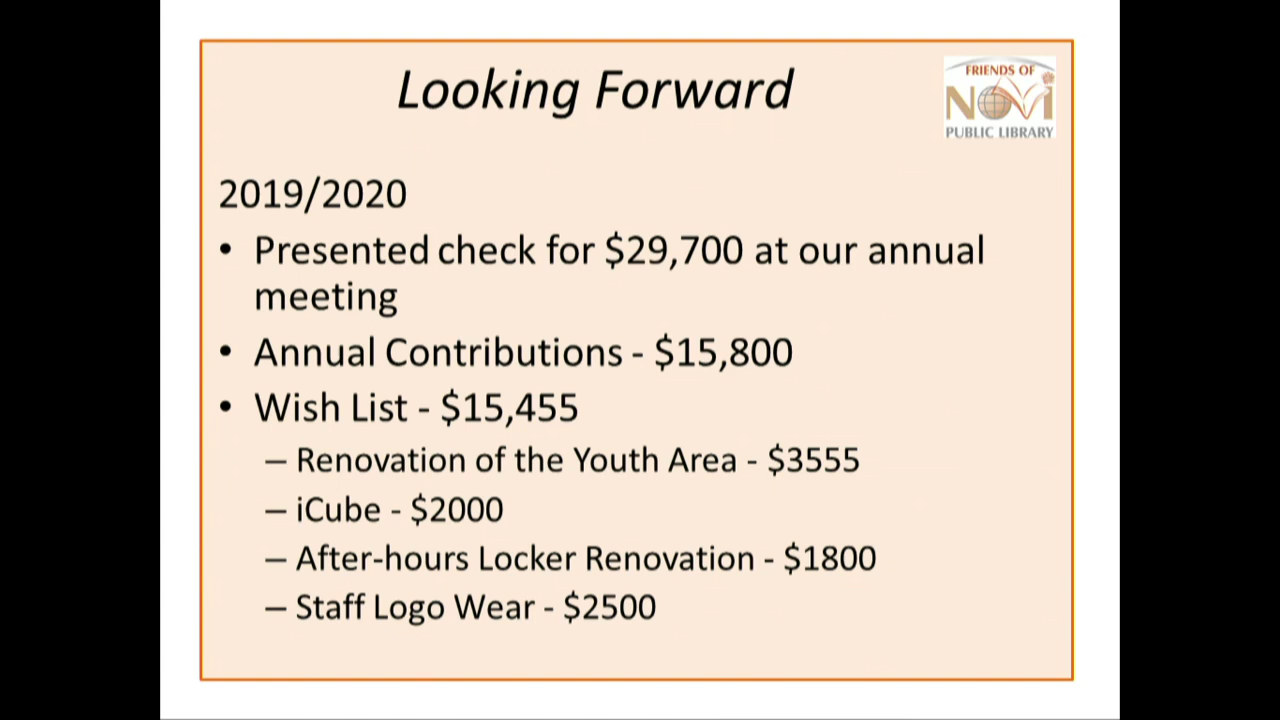 Looking Forward
FRIENDS OF
NOVI
PUBLIC LIBRARY
2019/2020
• Presented check for $29,700 at our annual
meeting
• Annual Contributions - $15,800
• Wish List - $15,455
– Renovation of the Youth Area - $3555
– iCube - $2000
– After-hours Locker Renovation - $1800
– Staff Logo Wear - $2500